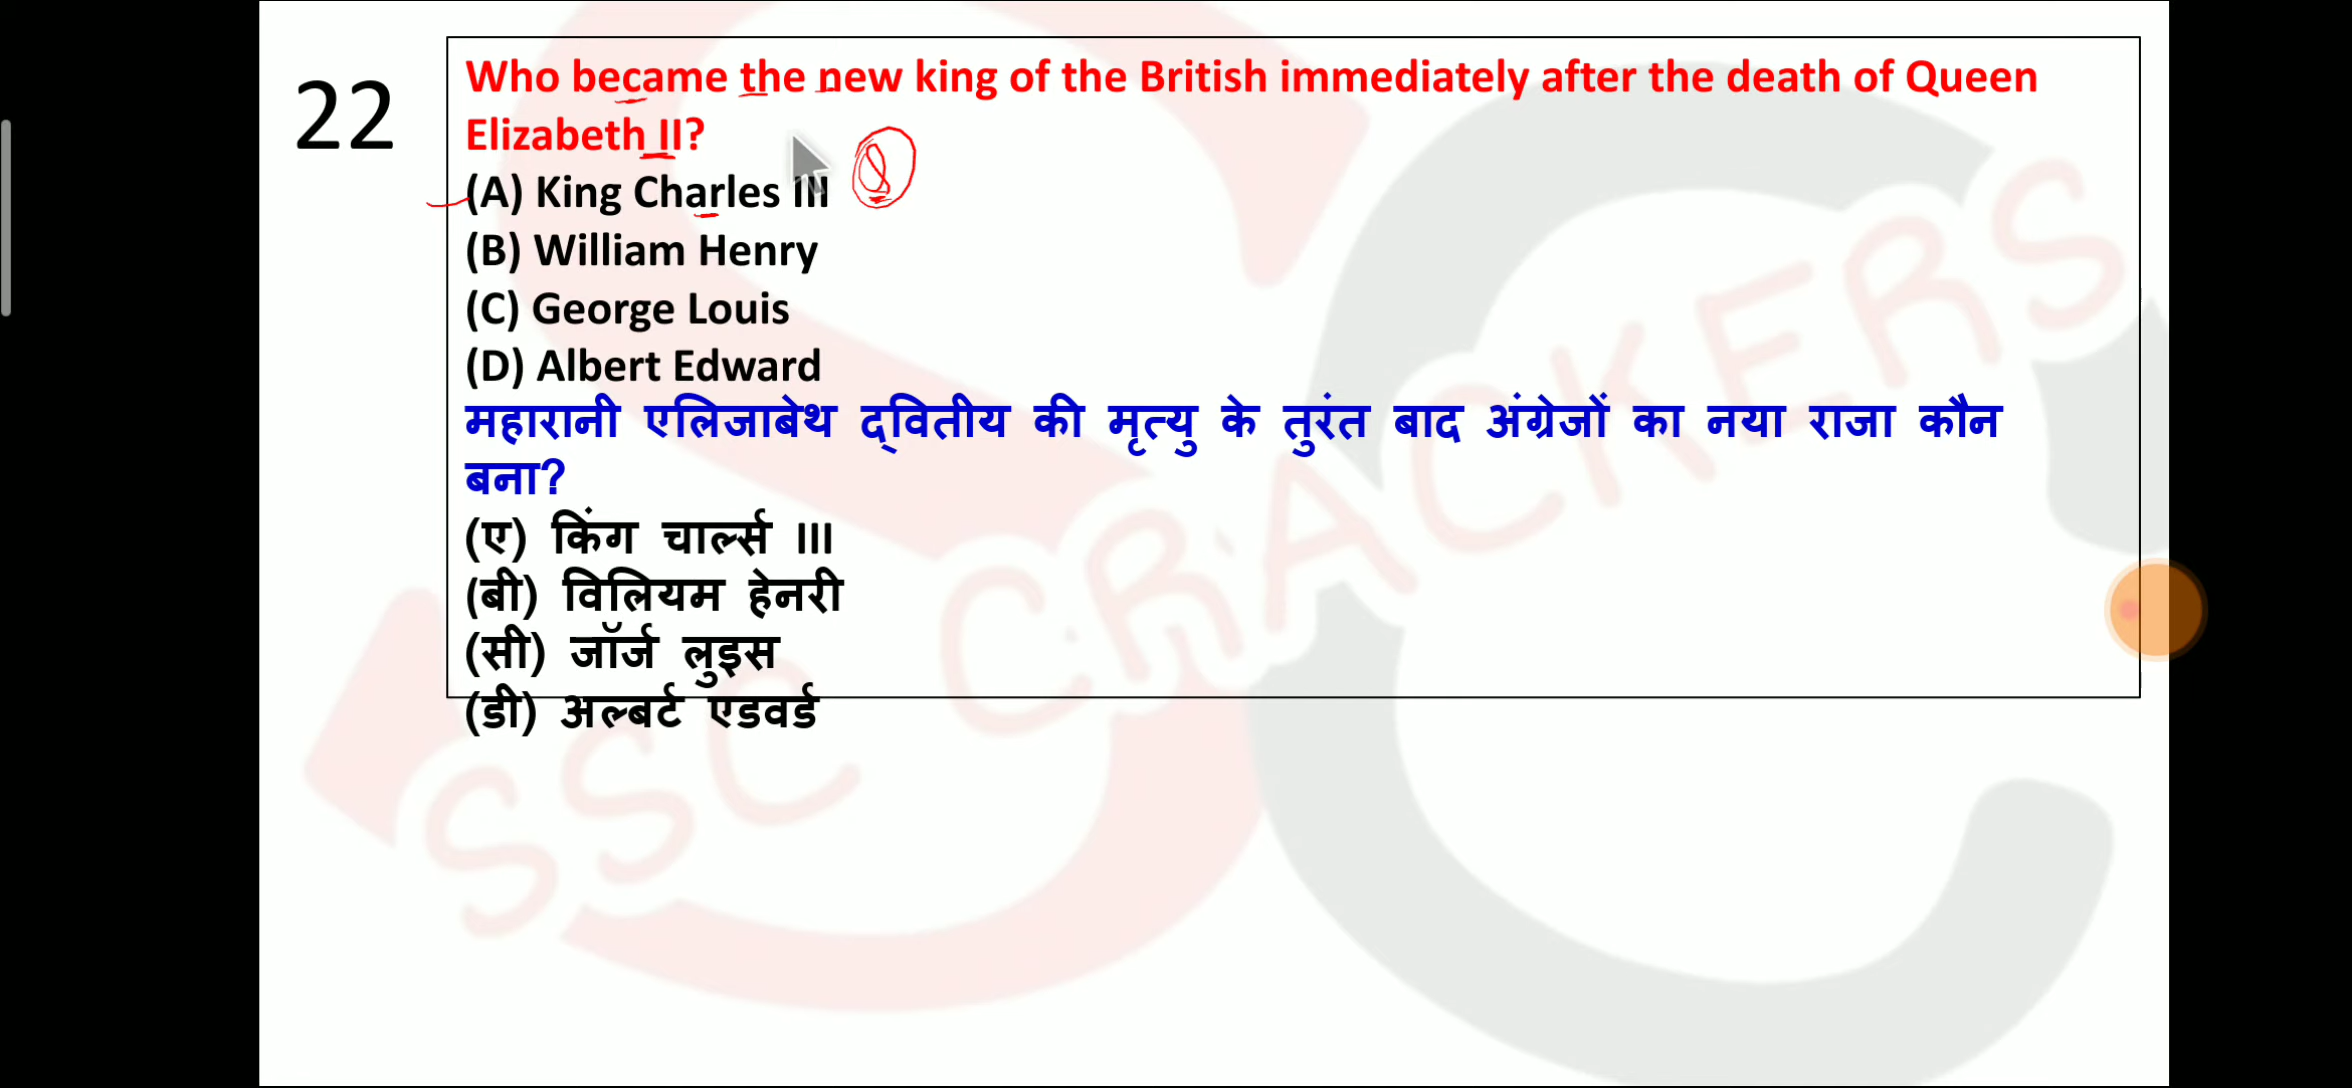 22
Who became the new king of the British immediately after the death of Queen
Elizabeth II?
(A) King Charles III
(B) William Henry
(C) George Louis
(D) Albert Edward
महारानी एलिजाबेथ द्वितीय की मृत्यु के तुरंत बाद अंग्रेजों का नया राजा कौन
बना?
(ए) किंग चार्ल्स III
(बी) विलियम हेनरी
(सी) जॉर्ज लुइस
(डी) अल्बर्ट एडवर्ड
SSC CRACKERS